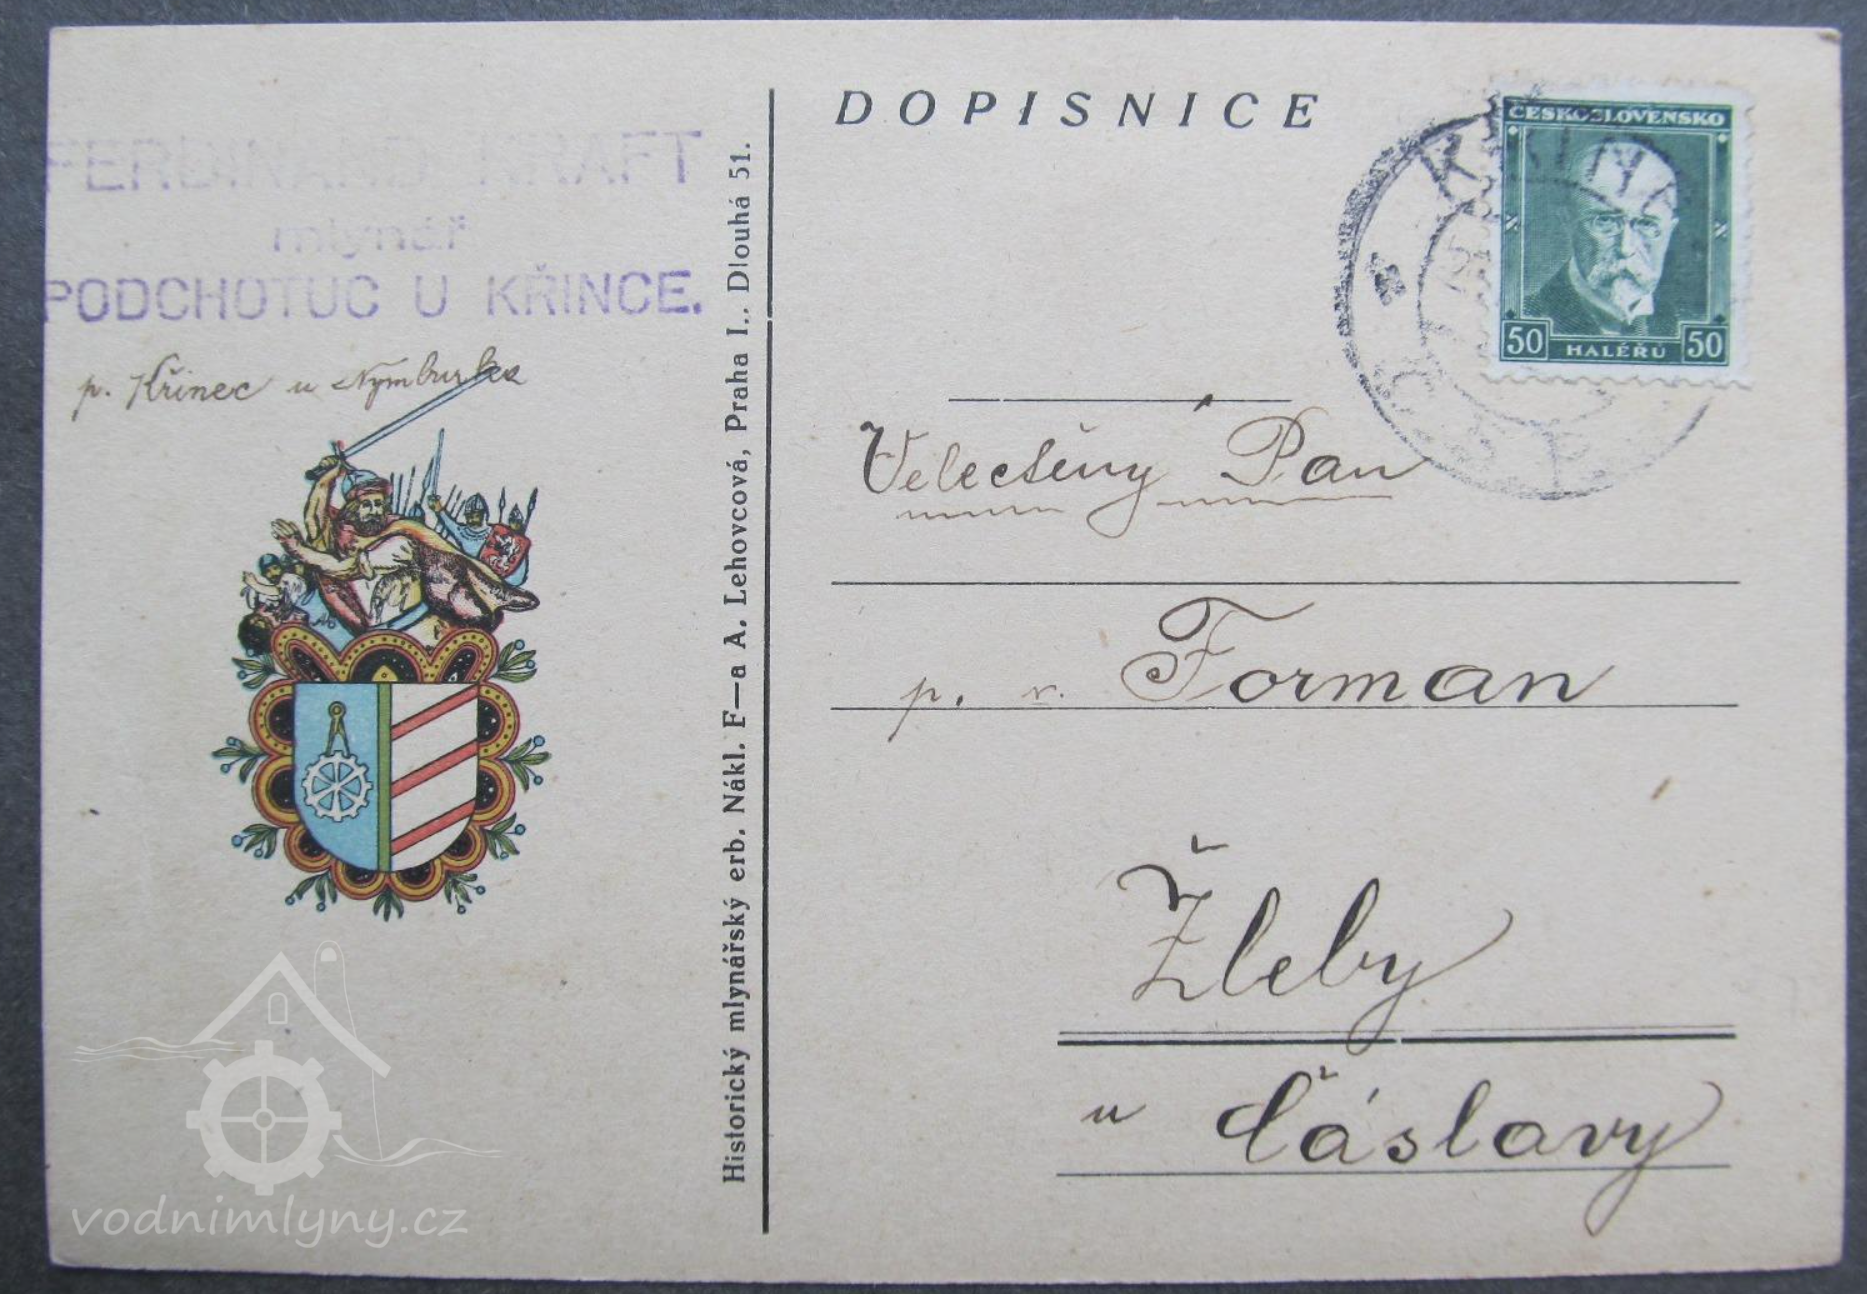 FERDINAND KRAFT
mlynář
PODCHOTUC U KŘINCE.
p. Křinec u Nymburka
Historický mlynářský erb. Nákl. F—a A. Lehovcová, Praha I., Dlouhá 51.
DOPISNICE
ČESKOSLOVENSKO
50 HALÉŘŮ 50
Velectěný Pan
p. v. Forman
Žleby
u Čáslavy
vodnimlyny.cz